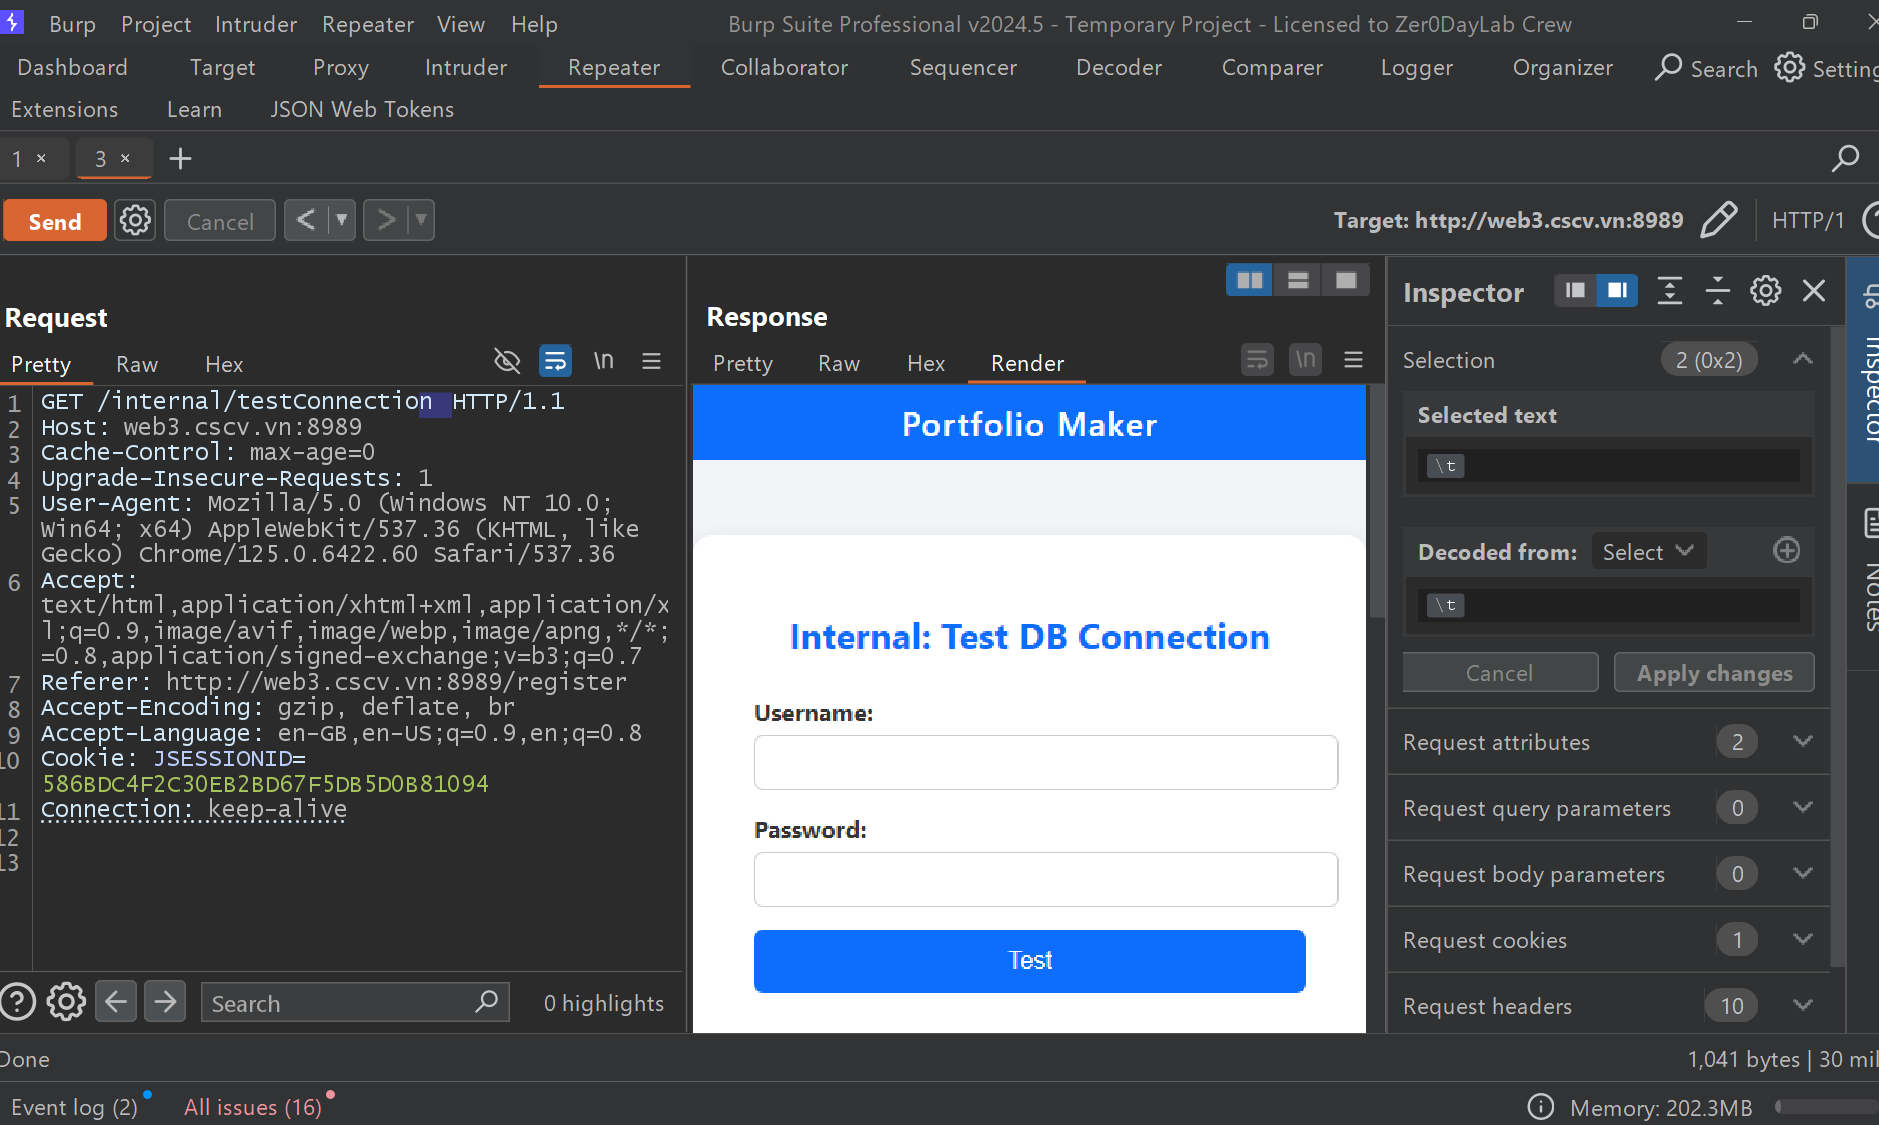 Burp Project Intruder Repeater View Help Burp Suite Professional v2024.5 - Temporary Project - Licensed to Zer0DayLab Crew
Dashboard Target Proxy Intruder Repeater Collaborator Sequencer Decoder Comparer Logger Organizer Search Setting
Extensions Learn JSON Web Tokens
1 × 3 × +
Send Cancel < ▼ > ▼ Target: http://web3.cscv.vn:8989 HTTP/1 ?
Request
Pretty Raw Hex \n
1 GET /internal/testConnection HTTP/1.1
2 Host: web3.cscv.vn:8989
3 Cache-Control: max-age=0
4 Upgrade-Insecure-Requests: 1
5 User-Agent: Mozilla/5.0 (Windows NT 10.0;
Win64; x64) AppleWebKit/537.36 (KHTML, like
Gecko) Chrome/125.0.6422.60 Safari/537.36
6 Accept:
text/html,application/xhtml+xml,application/x
l;q=0.9,image/avif,image/webp,image/apng,*/*;
=0.8,application/signed-exchange;v=b3;q=0.7
7 Referer: http://web3.cscv.vn:8989/register
8 Accept-Encoding: gzip, deflate, br
9 Accept-Language: en-GB,en-US;q=0.9,en;q=0.8
10 Cookie: JSESSIONID=
586BDC4F2C30EB2BD67F5DB5D0B81094
11 Connection: keep-alive
12
13
? Search 0 highlights
Response
Pretty Raw Hex Render \n
Portfolio Maker
Internal: Test DB Connection
Username:
Password:
Test
Inspector
Selection 2 (0x2)
Selected text
\t
Decoded from: Select
\t
Cancel Apply changes
Request attributes 2
Request query parameters 0
Request body parameters 0
Request cookies 1
Request headers 10
Inspector
Notes
Done 1,041 bytes | 30 mil
Event log (2) All issues (16) Memory: 202.3MB